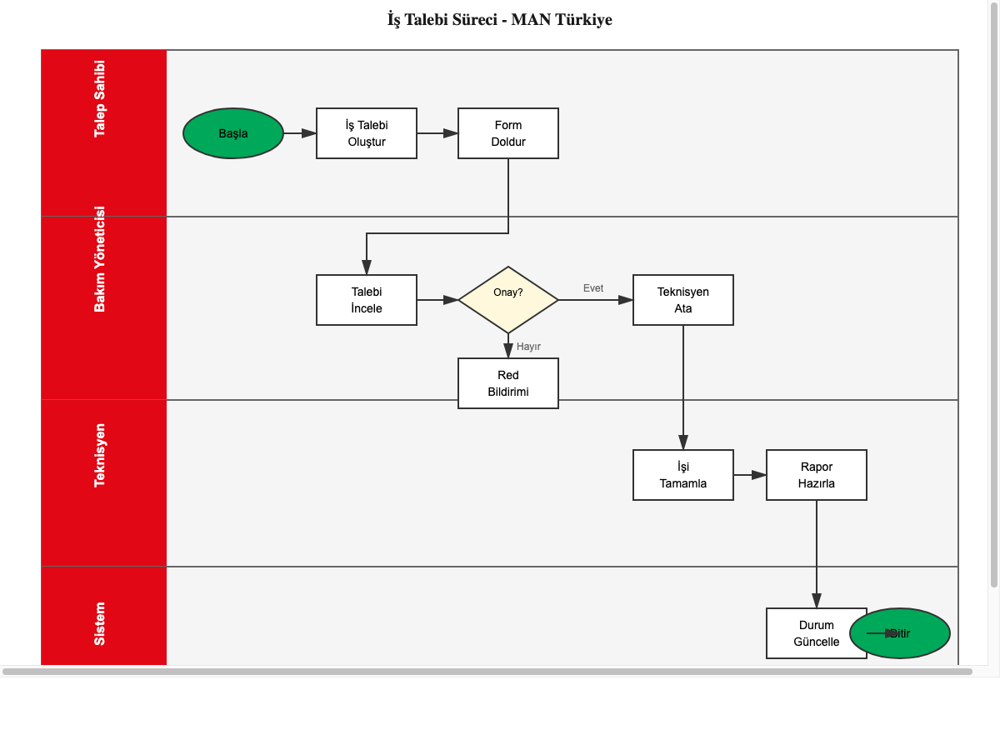 İş Talebi Süreci - MAN Türkiye
Talep Sahibi
Başla
İş Talebi
Oluştur
Form
Doldur
Bakım Yöneticisi
Talebi
İncele
Onay?
Evet
Teknisyen
Ata
Hayır
Red
Bildirimi
Teknisyen
İşi
Tamamla
Rapor
Hazırla
Sistem
Durum
Güncelle
Bitir